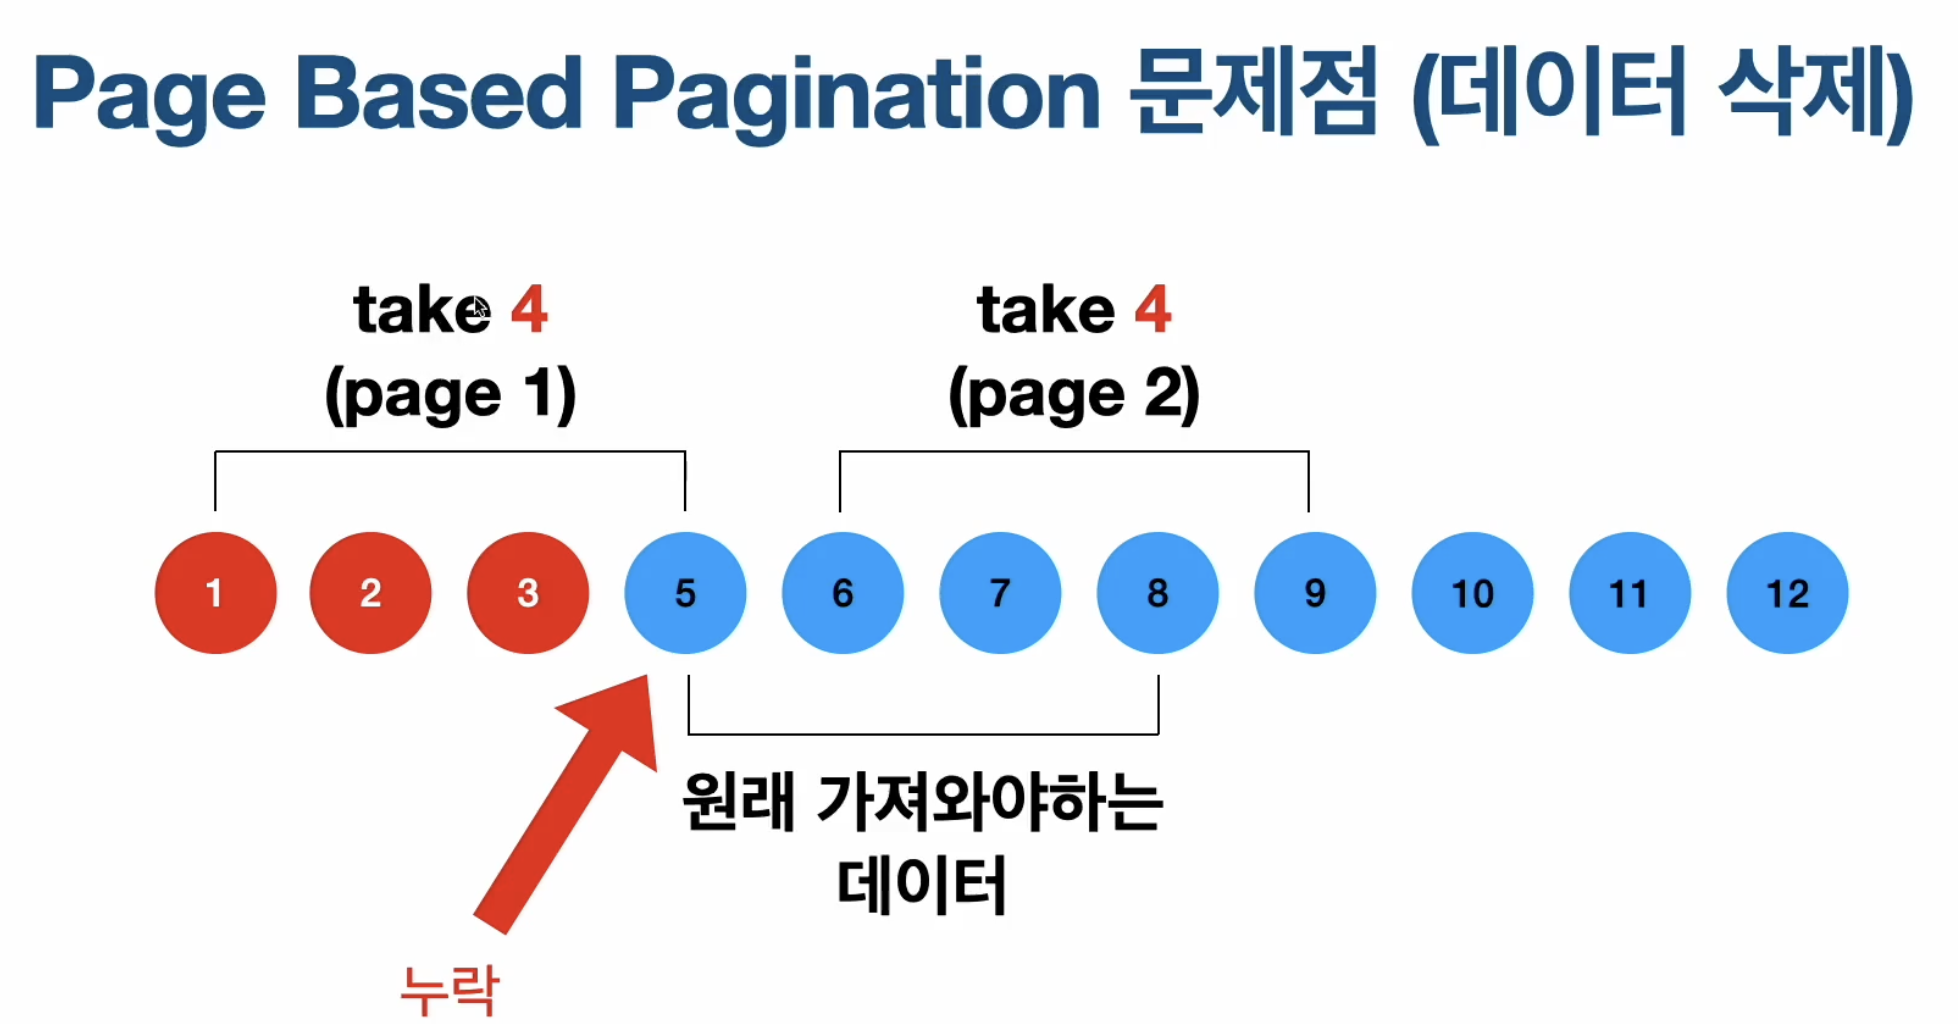 Page Based Pagination 문제점 (데이터 삭제)
take 4
(page 1)
take 4
(page 2)
1 2 3 5 6 7 8 9 10 11 12
원래 가져와야하는
데이터
누락